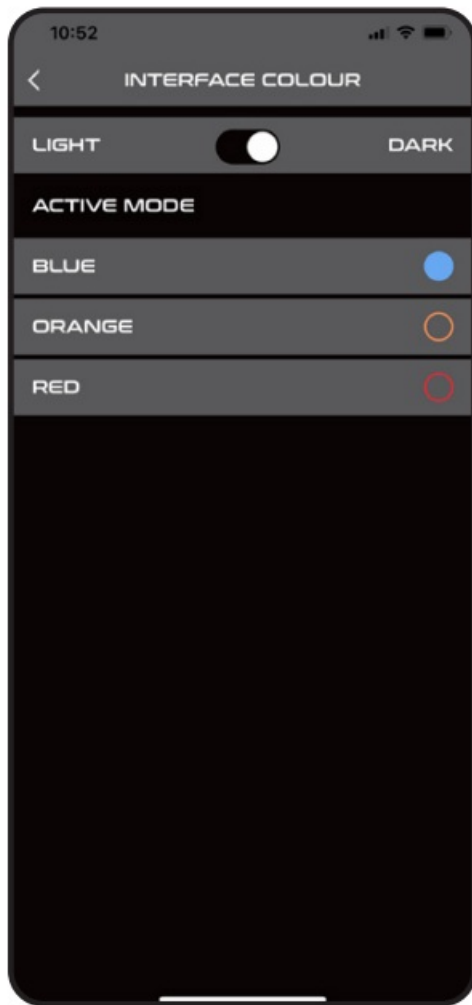 10:52
INTERFACE COLOUR
LIGHT DARK
ACTIVE MODE
BLUE
ORANGE
RED